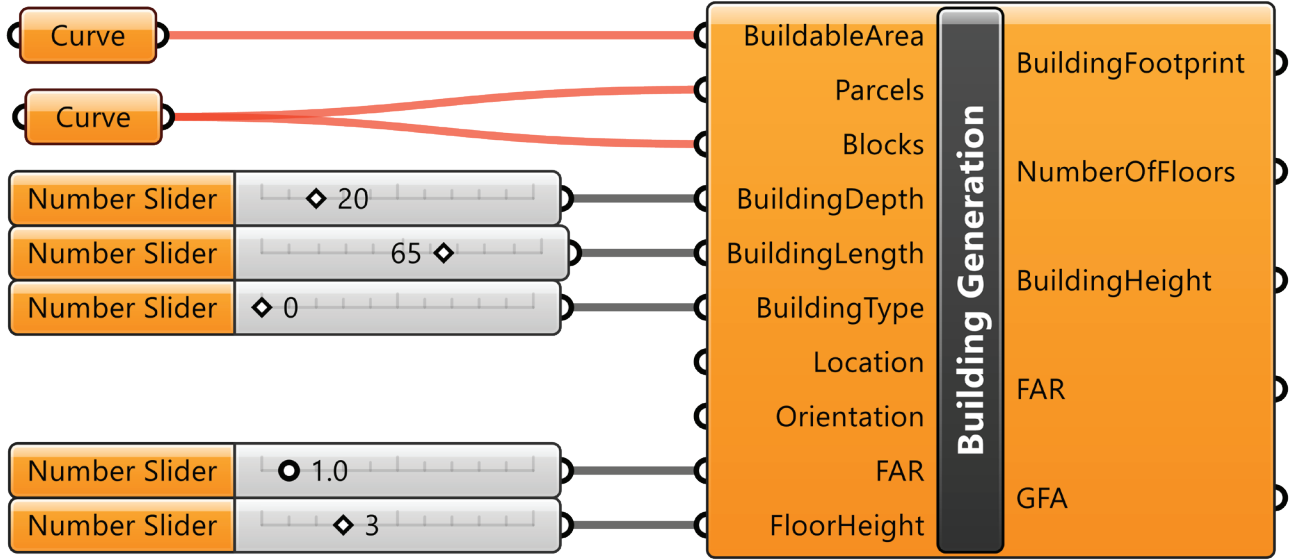 Curve
Curve
Number Slider 20
Number Slider 65
Number Slider 0
Number Slider 1.0
Number Slider 3
BuildableArea
Parcels
Blocks
BuildingDepth
BuildingLength
BuildingType
Location
Orientation
FAR
FloorHeight
Building Generation
BuildingFootprint
NumberOfFloors
BuildingHeight
FAR
GFA